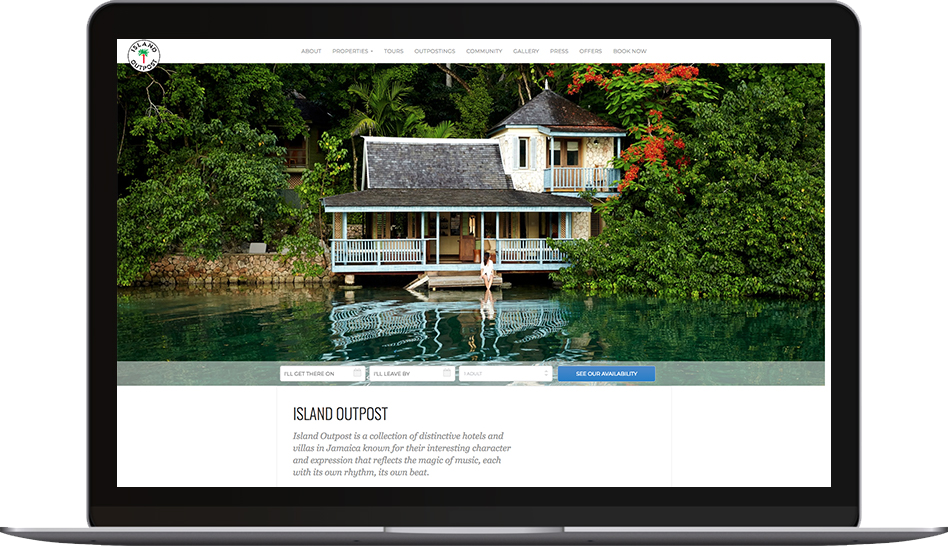 ISLAND
OUTPOST
ABOUT PROPERTIES TOURS OUTPOSTINGS COMMUNITY GALLERY PRESS OFFERS BOOK NOW
I'LL GET THERE ON I'LL LEAVE BY 1 ADULT SEE OUR AVAILABILITY
ISLAND OUTPOST
Island Outpost is a collection of distinctive hotels and
villas in Jamaica known for their interesting character
and expression that reflects the magic of music, each
with its own rhythm, its own beat.